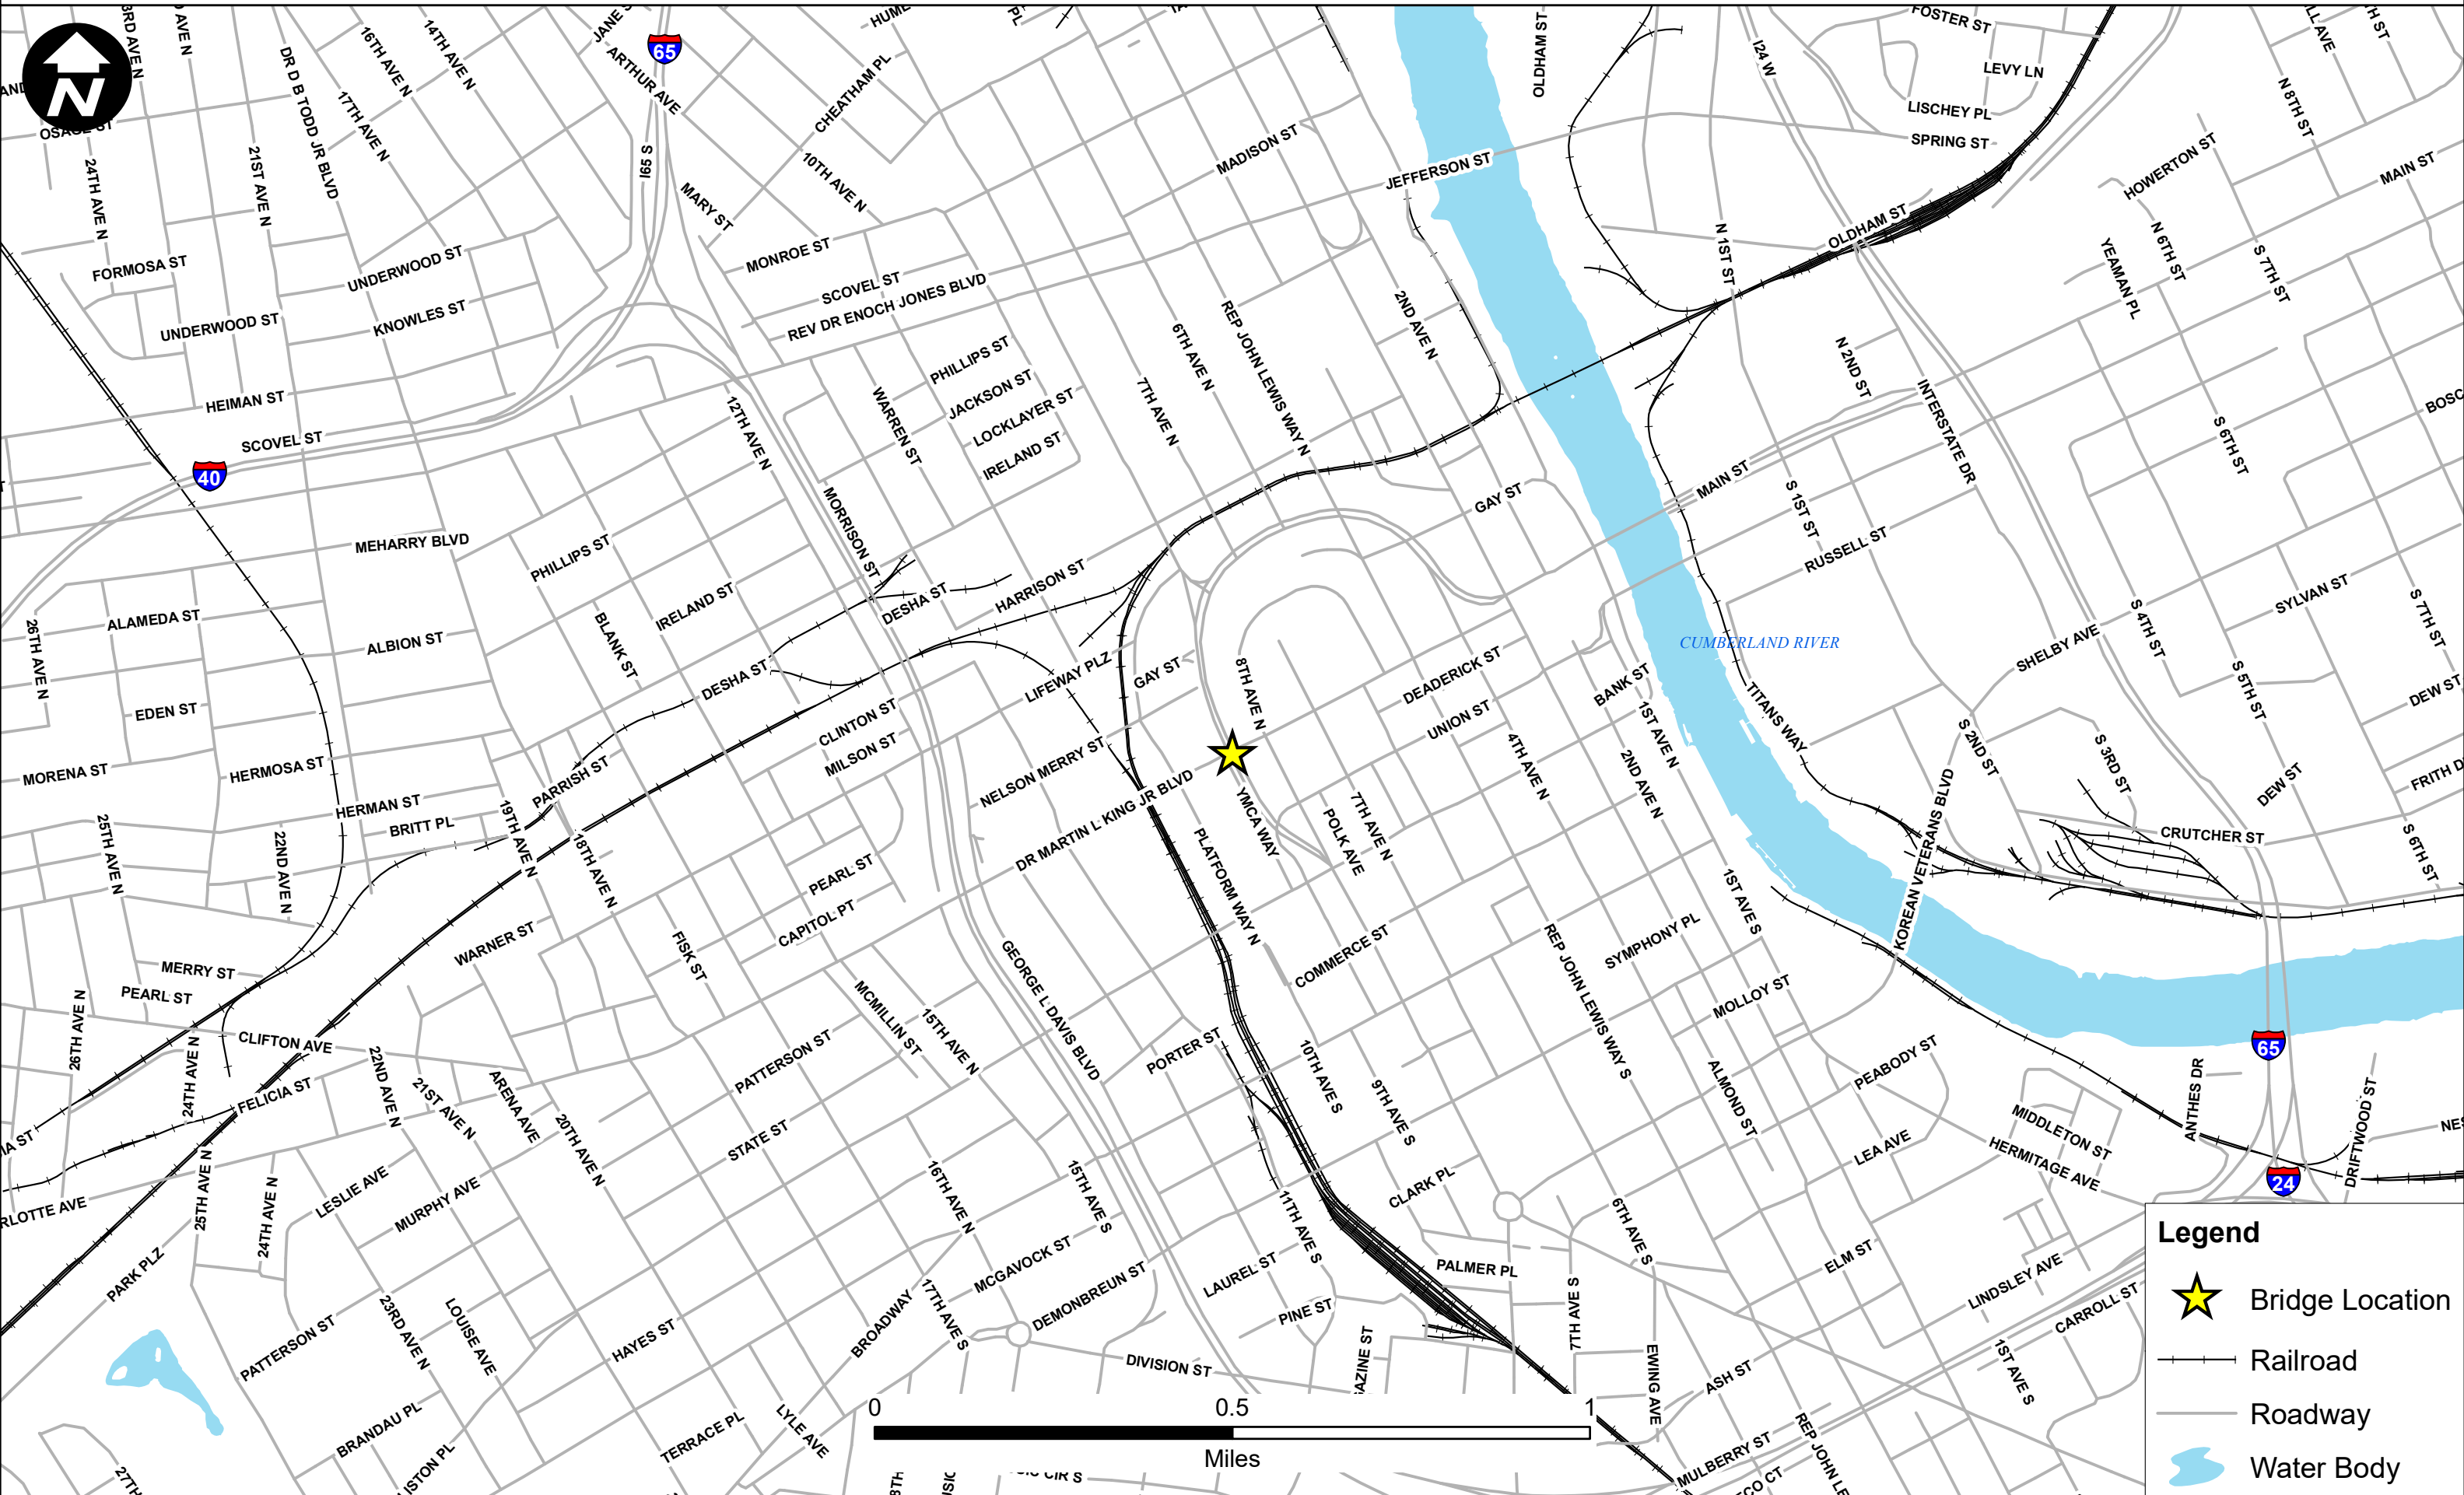 N
3RD AVE N
D AVE N
DR D B TODD JR BLVD
16TH AVE N
14TH AVE N
17TH AVE N
JANE S
ARTHUR AVE
65
I65 S
CHEATHAM PL
10TH AVE N
MARY ST
MADISON ST
JEFFERSON ST
OLDHAM ST
I24 W
FOSTER ST
LEVY LN
LISCHEY PL
SPRING ST
N 8TH ST
HOWERTON ST
MAIN ST
24TH AVE N
21ST AVE N
FORMOSA ST
UNDERWOOD ST
UNDERWOOD ST
KNOWLES ST
MONROE ST
SCOVEL ST
REV DR ENOCH JONES BLVD
OLDHAM ST
N 1ST ST
N 6TH ST
YEAMAN PL
S 7TH ST
HEIMAN ST
SCOVEL ST
40
12TH AVE N
PHILLIPS ST
JACKSON ST
LOCKLAYER ST
IRELAND ST
WARREN ST
7TH AVE N
6TH AVE N
REP JOHN LEWIS WAY N
2ND AVE N
N 2ND ST
INTERSTATE DR
S 6TH ST
MORRISON ST
GAY ST
MAIN ST
S 1ST ST
RUSSELL ST
MEHARRY BLVD
PHILLIPS ST
IRELAND ST
BLANK ST
DESHA ST
HARRISON ST
ALAMEDA ST
ALBION ST
26TH AVE N
EDEN ST
DESHA ST
LIFEWAY PLZ
GAY ST
8TH AVE N
DEADERICK ST
UNION ST
BANK ST
CUMBERLAND RIVER
SHELBY AVE
S 4TH ST
SYLVAN ST
S 7TH ST
S 5TH ST
DEW ST
TITANS WAY
S 2ND ST
S 3RD ST
DEW ST
CLINTON ST
MILSON ST
NELSON MERRY ST
DR MARTIN L KING JR BLVD
YMCA WAY
POLK AVE
7TH AVE N
4TH AVE N
2ND AVE N
1ST AVE N
KOREAN VETERANS BLVD
CRUTCHER ST
S 6TH ST
MORENA ST
HERMOSA ST
HERMAN ST
PARRISH ST
BRITT PL
19TH AVE N
18TH AVE N
25TH AVE N
22ND AVE N
PEARL ST
CAPITOL PT
PLATFORM WAY N
COMMERCE ST
1ST AVE S
WARNER ST
FISK ST
MERRY ST
PEARL ST
CLIFTON AVE
26TH AVE N
24TH AVE N
FELICIA ST
22ND AVE N
21ST AVE N
ARENA AVE
20TH AVE N
MCMILLIN ST
15TH AVE N
PATTERSON ST
STATE ST
GEORGE L DAVIS BLVD
PORTER ST
10TH AVE S
9TH AVE S
REP JOHN LEWIS WAY S
SYMPHONY PL
MOLLOY ST
ALMOND ST
PEABODY ST
LEA AVE
MIDDLETON ST
HERMITAGE AVE
ANTHES DR
65
24
DRIFTWOOD ST
RLOTTE AVE
25TH AVE N
24TH AVE N
LESLIE AVE
MURPHY AVE
PARK PLZ
PATTERSON ST
23RD AVE N
LOUISE AVE
HAYES ST
BRANDAU PL
16TH AVE N
17TH AVE S
15TH AVE S
MCGAVOCK ST
DEMONBREUN ST
BROADWAY
LAUREL ST
11TH AVE S
PINE ST
CLARK PL
PALMER PL
7TH AVE S
6TH AVE S
ELM ST
LINDSLEY AVE
CARROLL ST
1ST AVE S
DIVISION ST
AZINE ST
EWING AVE
ASH ST
MULBERRY ST
REP JOHN LE
TERRACE PL
LYLE AVE
LISTON PL
27TH
0 0.5 1
Miles
Legend
Bridge Location
Railroad
Roadway
Water Body